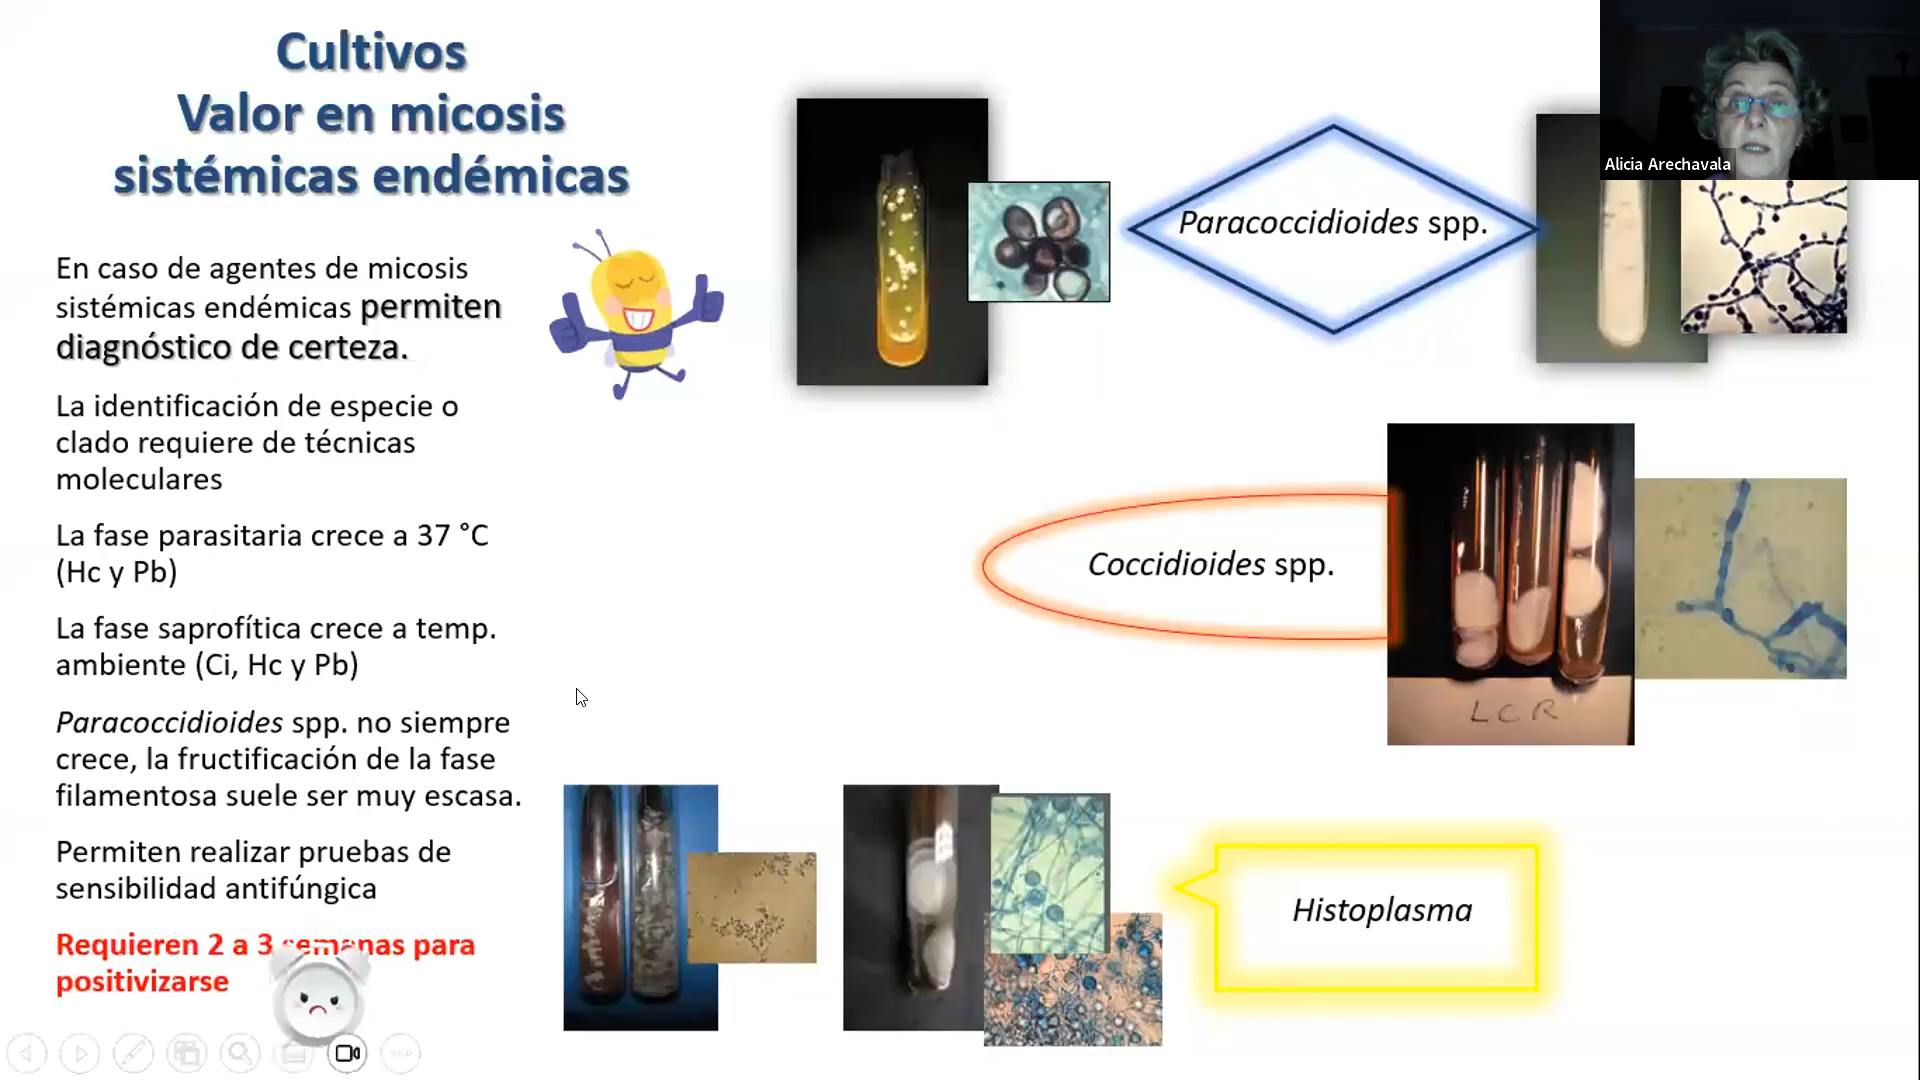 Cultivos
Valor en micosis
sistémicas endémicas
En caso de agentes de micosis
sistémicas endémicas permiten
diagnóstico de certeza.
La identificación de especie o
clado requiere de técnicas
moleculares
La fase parasitaria crece a 37 °C
(Hc y Pb)
La fase saprofítica crece a temp.
ambiente (Ci, Hc y Pb)
Paracoccidioides spp. no siempre
crece, la fructificación de la fase
filamentosa suele ser muy escasa.
Permiten realizar pruebas de
sensibilidad antifúngica
Requieren 2 a 3 semanas para
positivizarse
Paracoccidioides spp.
Alicia Arechavala
Coccidioides spp.
LCR
Histoplasma